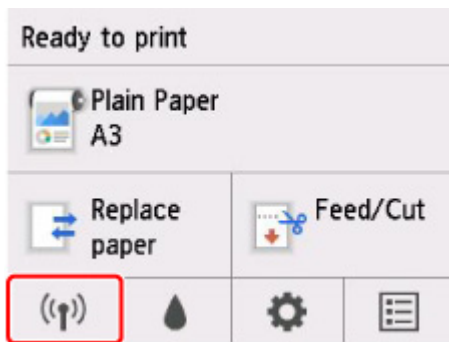 Ready to print
Plain Paper
A3
Replace
paper
Feed/Cut